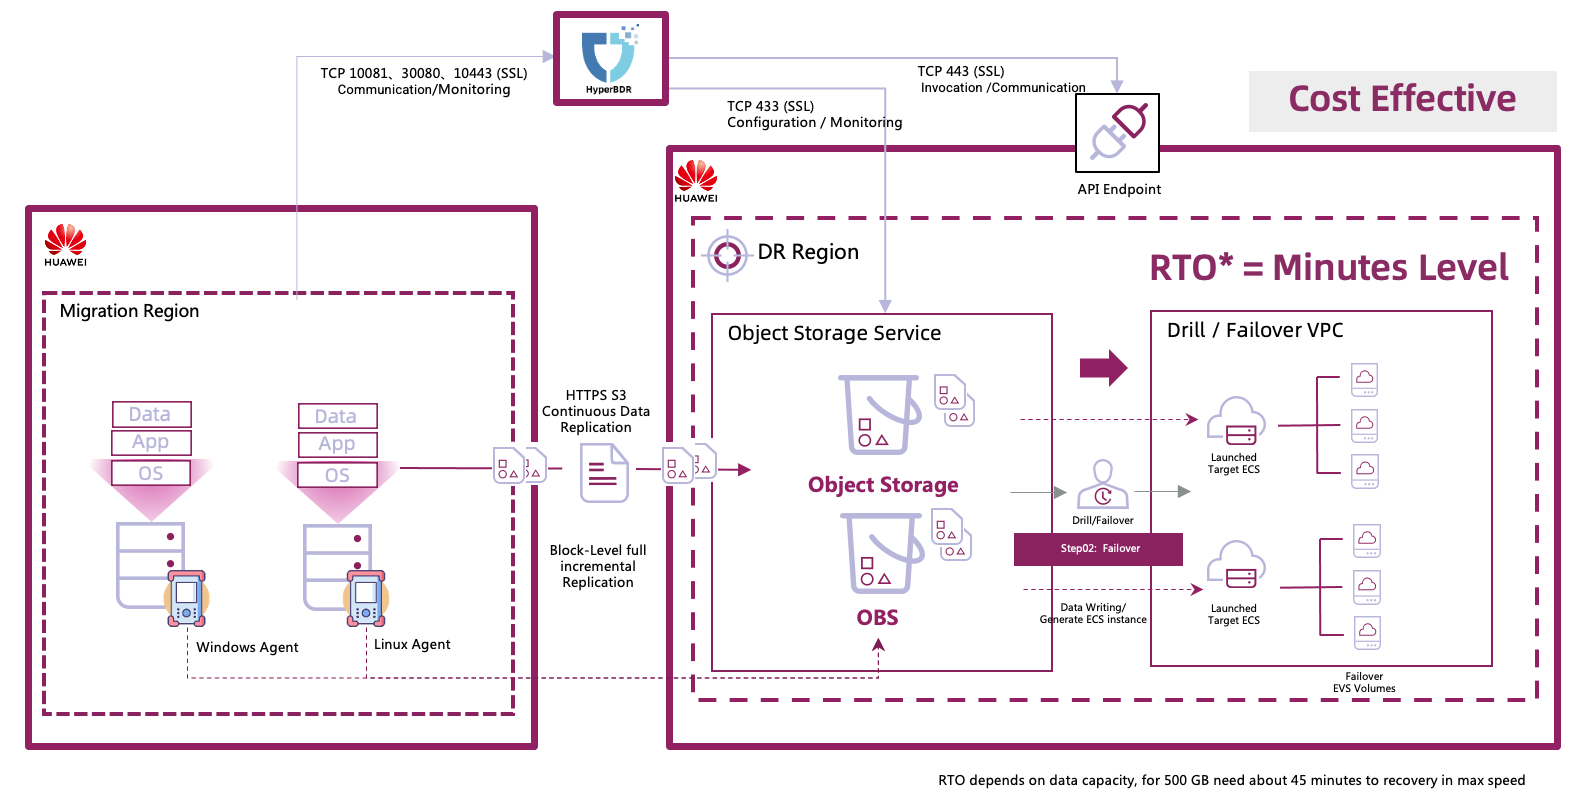 HyperBDR
TCP 10081、30080、10443 (SSL)
Communication/Monitoring
TCP 443 (SSL)
Invocation /Communication
TCP 433 (SSL)
Configuration / Monitoring
Cost Effective
API Endpoint
HUAWEI
HUAWEI
Migration Region
DR Region
RTO* = Minutes Level
Object Storage Service
Drill / Failover VPC
Data
App
OS
Data
App
OS
HTTPS S3
Continuous Data
Replication
Block-Level full
incremental
Replication
Windows Agent
Linux Agent
Object Storage
OBS
Drill/Failover
Step02: Failover
Data Writing/
Generate ECS instance
Launched
Target ECS
Launched
Target ECS
Failover
EVS Volumes
RTO depends on data capacity, for 500 GB need about 45 minutes to recovery in max speed